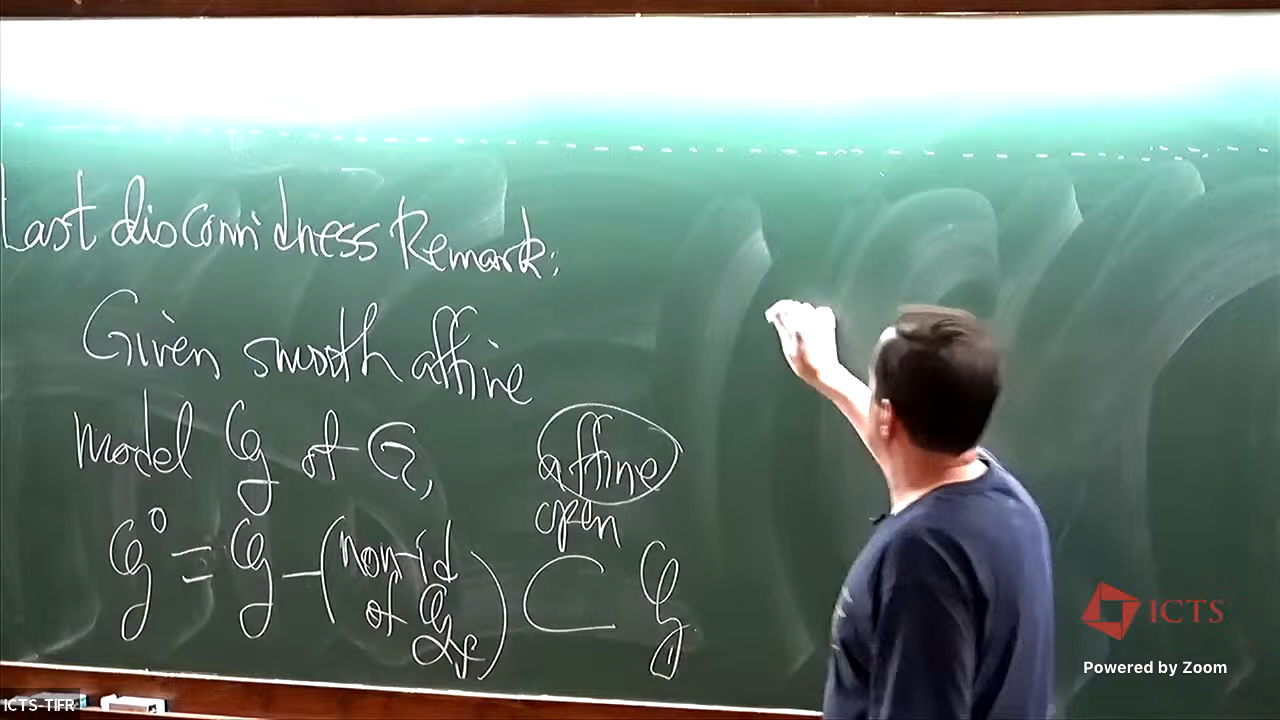 Last disconnidness Remark:
Given smooth affine
model 𝒢 of G, affine
open
𝒢⁰ = 𝒢 – (non-id of 𝒢) ⊂ 𝒢
ICTS
Powered by Zoom
ICTS-TIFR